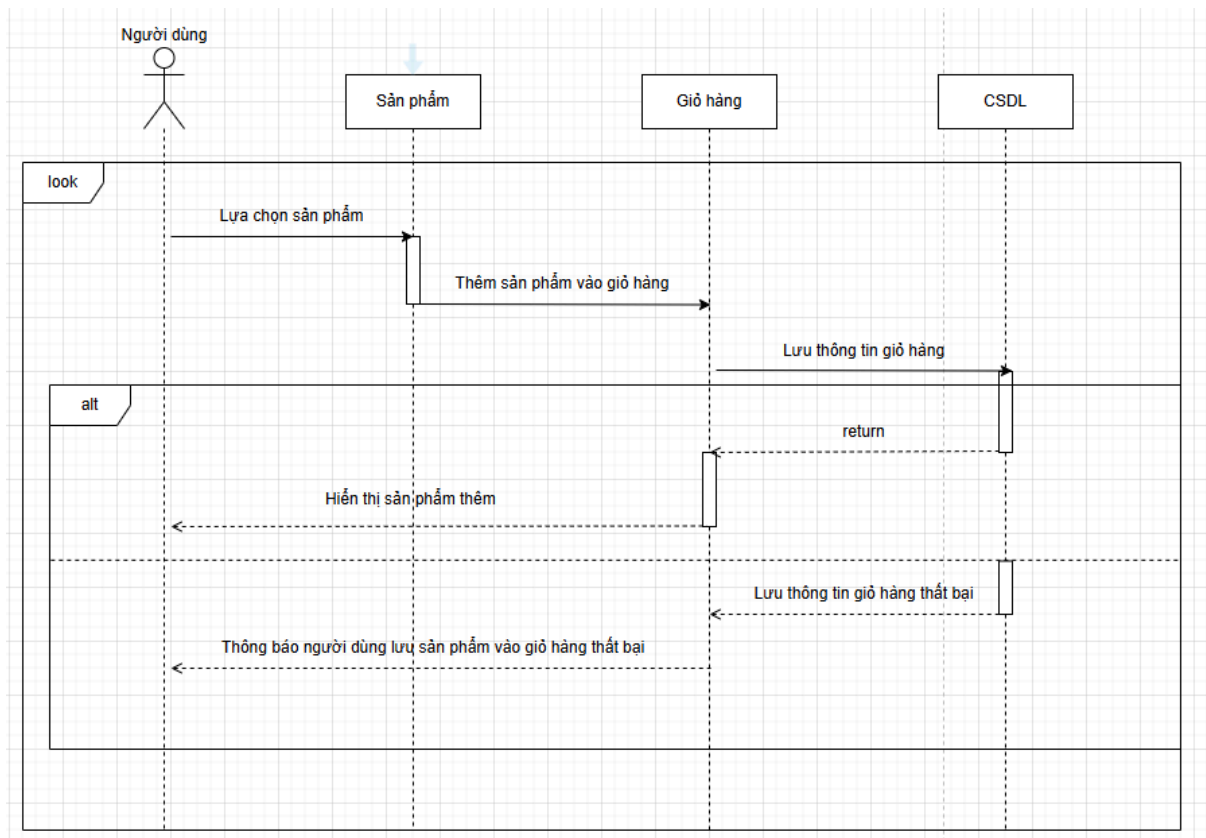 Người dùng
Sản phẩm
Giỏ hàng
CSDL
look
Lựa chọn sản phẩm
Thêm sản phẩm vào giỏ hàng
Lưu thông tin giỏ hàng
alt
return
Hiển thị sản phẩm thêm
Lưu thông tin giỏ hàng thất bại
Thông báo người dùng lưu sản phẩm vào giỏ hàng thất bại